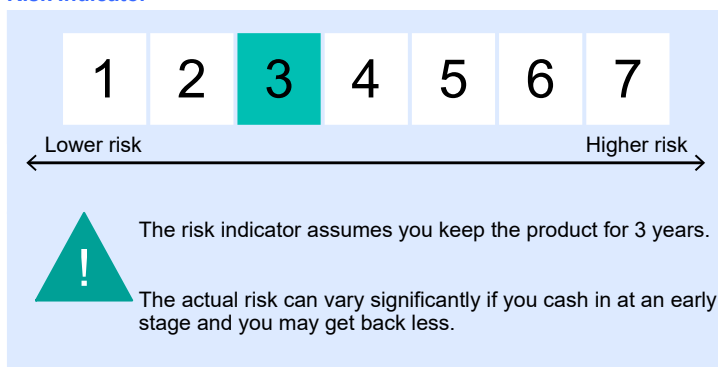 Risk Indicator
1 2 3 4 5 6 7
Lower risk Higher risk
!
The risk indicator assumes you keep the product for 3 years.
The actual risk can vary significantly if you cash in at an early
stage and you may get back less.